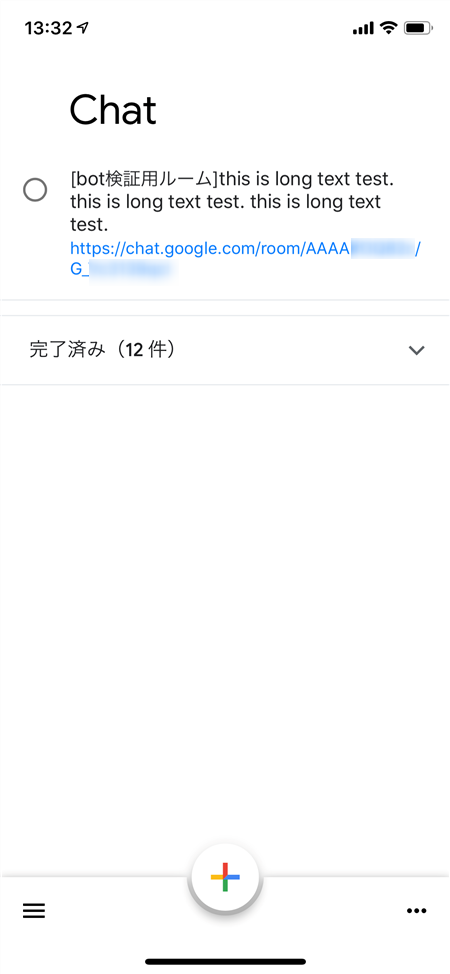 13:32
Chat
[bot検証用ルーム]this is long text test.
this is long text test. this is long text
test.
https://chat.google.com/room/AAAA /
G_
完了済み（12 件）